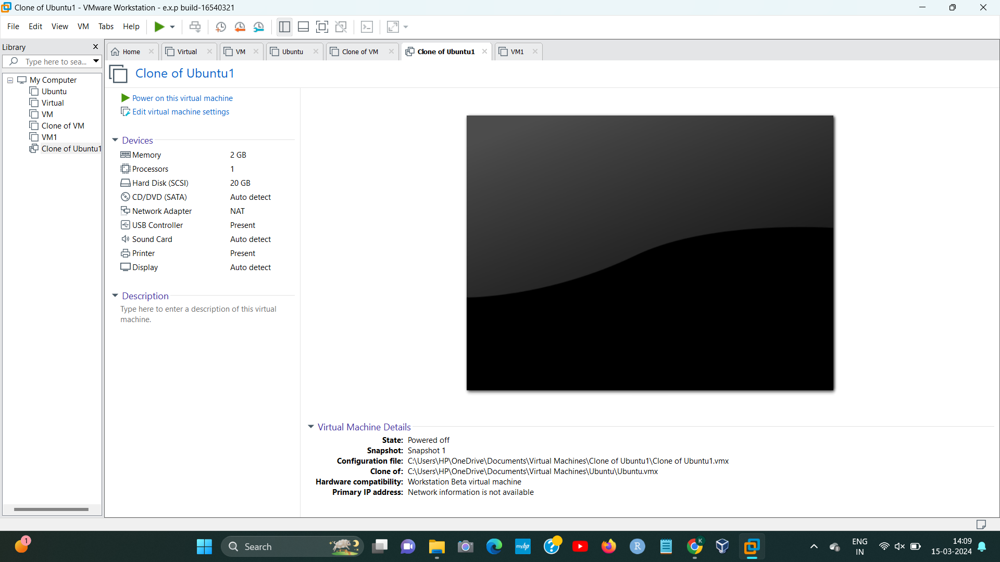 Clone of Ubuntu1 - VMware Workstation - e.x.p build-16540321
File Edit View VM Tabs Help
Library
Type here to sea...
My Computer
Ubuntu
Virtual
VM
Clone of VM
VM1
Clone of Ubuntu1
Home Virtual VM Ubuntu Clone of VM Clone of Ubuntu1 VM1
Clone of Ubuntu1
Power on this virtual machine
Edit virtual machine settings
Devices
Memory 2 GB
Processors 1
Hard Disk (SCSI) 20 GB
CD/DVD (SATA) Auto detect
Network Adapter NAT
USB Controller Present
Sound Card Auto detect
Printer Present
Display Auto detect
Description
Type here to enter a description of this virtual
machine.
Virtual Machine Details
State: Powered off
Snapshot: Snapshot 1
Configuration file: C:\Users\HP\OneDrive\Documents\Virtual Machines\Clone of Ubuntu1\Clone of Ubuntu1.vmx
Clone of: C:\Users\HP\OneDrive\Documents\Virtual Machines\Ubuntu\Ubuntu.vmx
Hardware compatibility: Workstation Beta virtual machine
Primary IP address: Network information is not available
1
Search
myhp
R
K
ENG
IN
14:09
15-03-2024